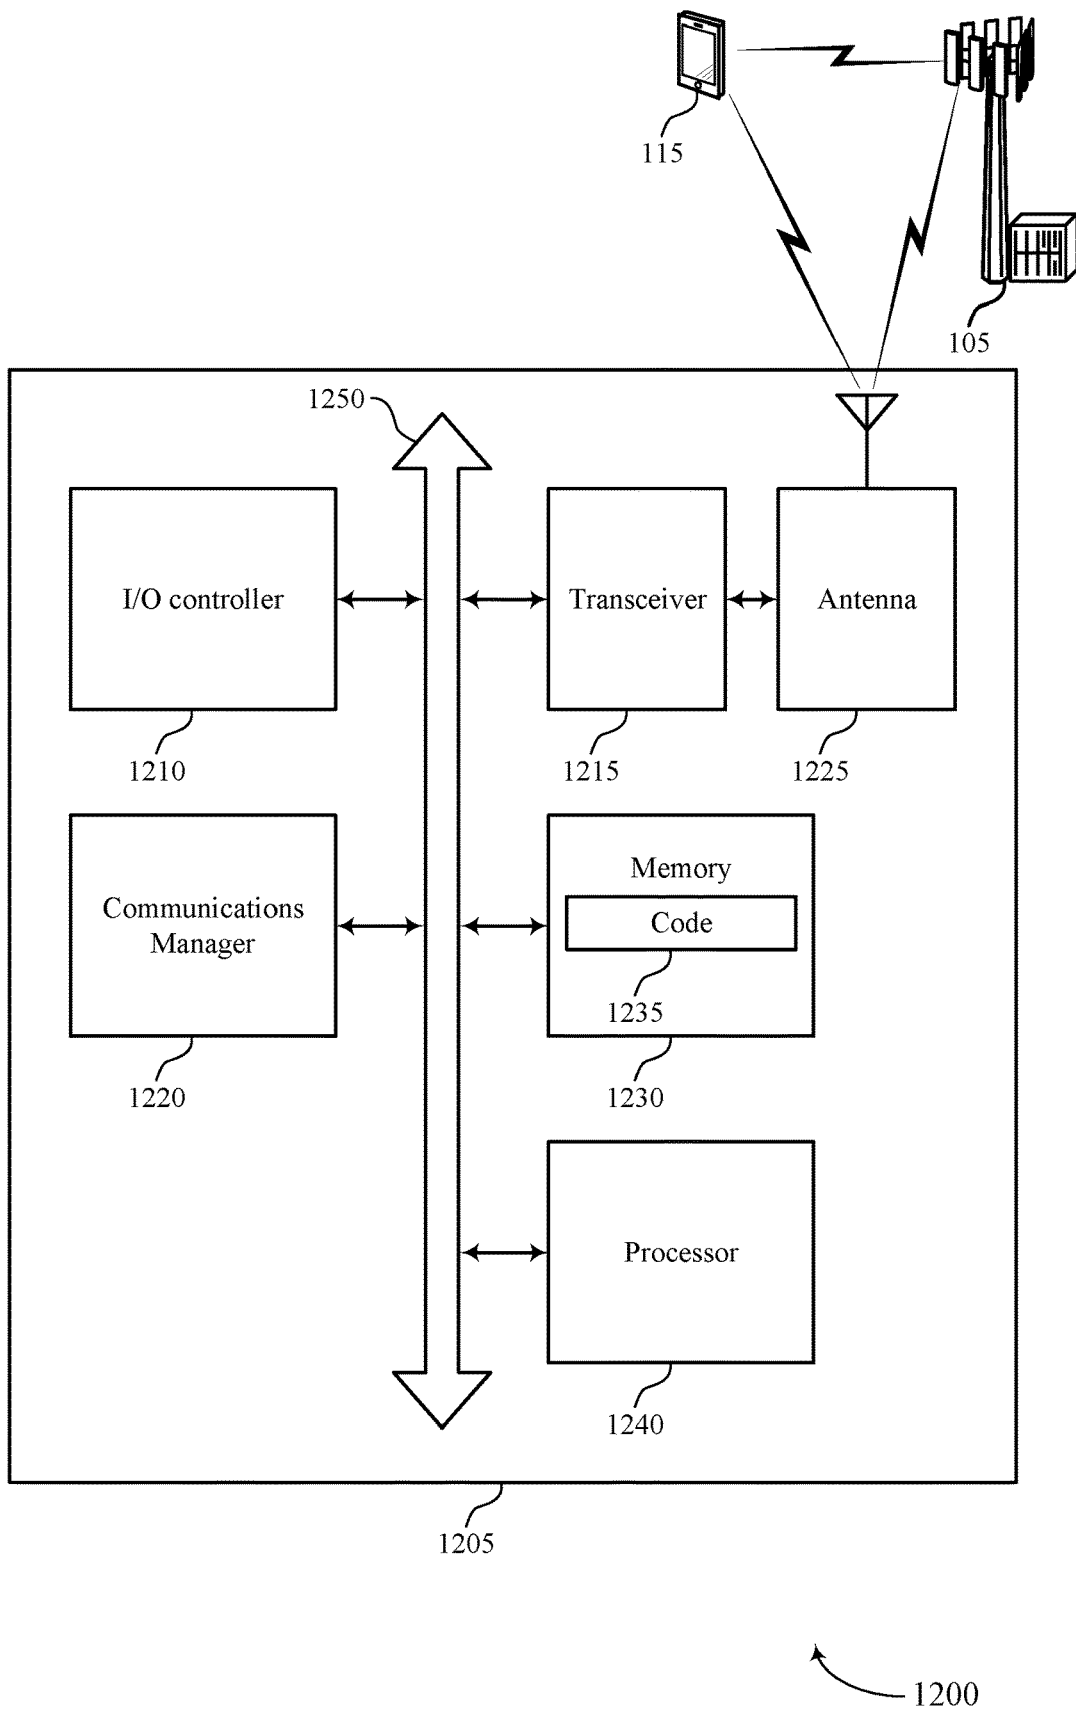 115
105
1250
I/O controller
Transceiver
Antenna
1210
1215
1225
Communications
Manager
Memory
Code
1235
1220
1230
Processor
1240
1205
1200